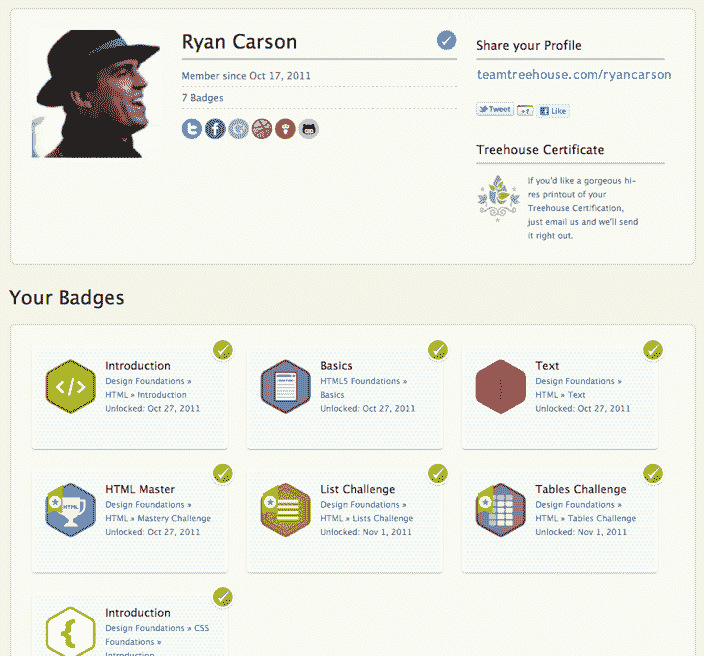 Ryan Carson
Member since Oct 17, 2011
7 Badges
Share your Profile
teamtreehouse.com/ryancarson
Tweet
+1
Like
Treehouse Certificate
If you'd like a gorgeous hi-
res printout of your
Treehouse Certification,
just email us and we'll send
it right out.
Your Badges
Introduction
Design Foundations »
HTML » Introduction
Unlocked: Oct 27, 2011
Basics
HTML5 Foundations »
Basics
Unlocked: Oct 27, 2011
Text
Design Foundations »
HTML » Text
Unlocked: Oct 27, 2011
HTML
HTML Master
Design Foundations »
HTML » Mastery Challenge
Unlocked: Oct 27, 2011
List Challenge
Design Foundations »
HTML » Lists Challenge
Unlocked: Nov 1, 2011
Tables Challenge
Design Foundations »
HTML » Tables Challenge
Unlocked: Nov 1, 2011
Introduction
Design Foundations » CSS
Foundations »
Introduction